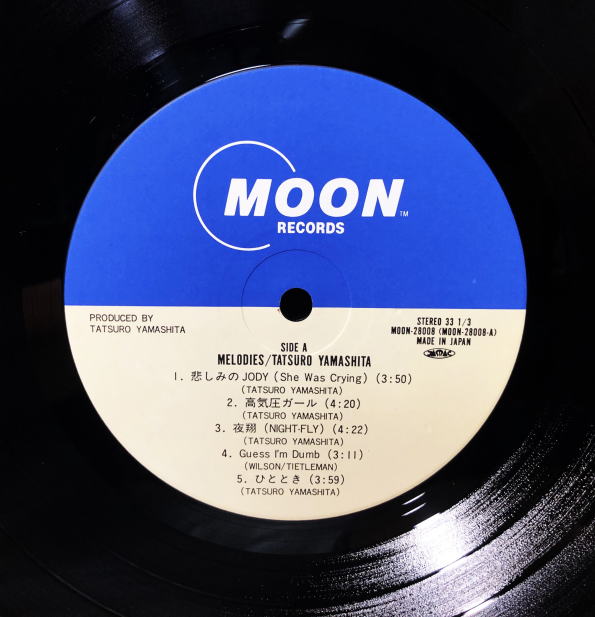 MOON™
RECORDS
PRODUCED BY
TATSURO YAMASHITA
STEREO 33 1/3
MOON-28008 (MOON-28008-A)
MADE IN JAPAN
SIDE A
MELODIES/TATSURO YAMASHITA
1. 悲しみのJODY (She Was Crying) (3:50)
(TATSURO YAMASHITA)
2. 高気圧ガール (4:20)
(TATSURO YAMASHITA)
3. 夜翔 (NIGHT-FLY) (4:22)
(TATSURO YAMASHITA)
4. Guess I'm Dumb (3:11)
(WILSON/TIETLEMAN)
5. ひととき (3:59)
(TATSURO YAMASHITA)